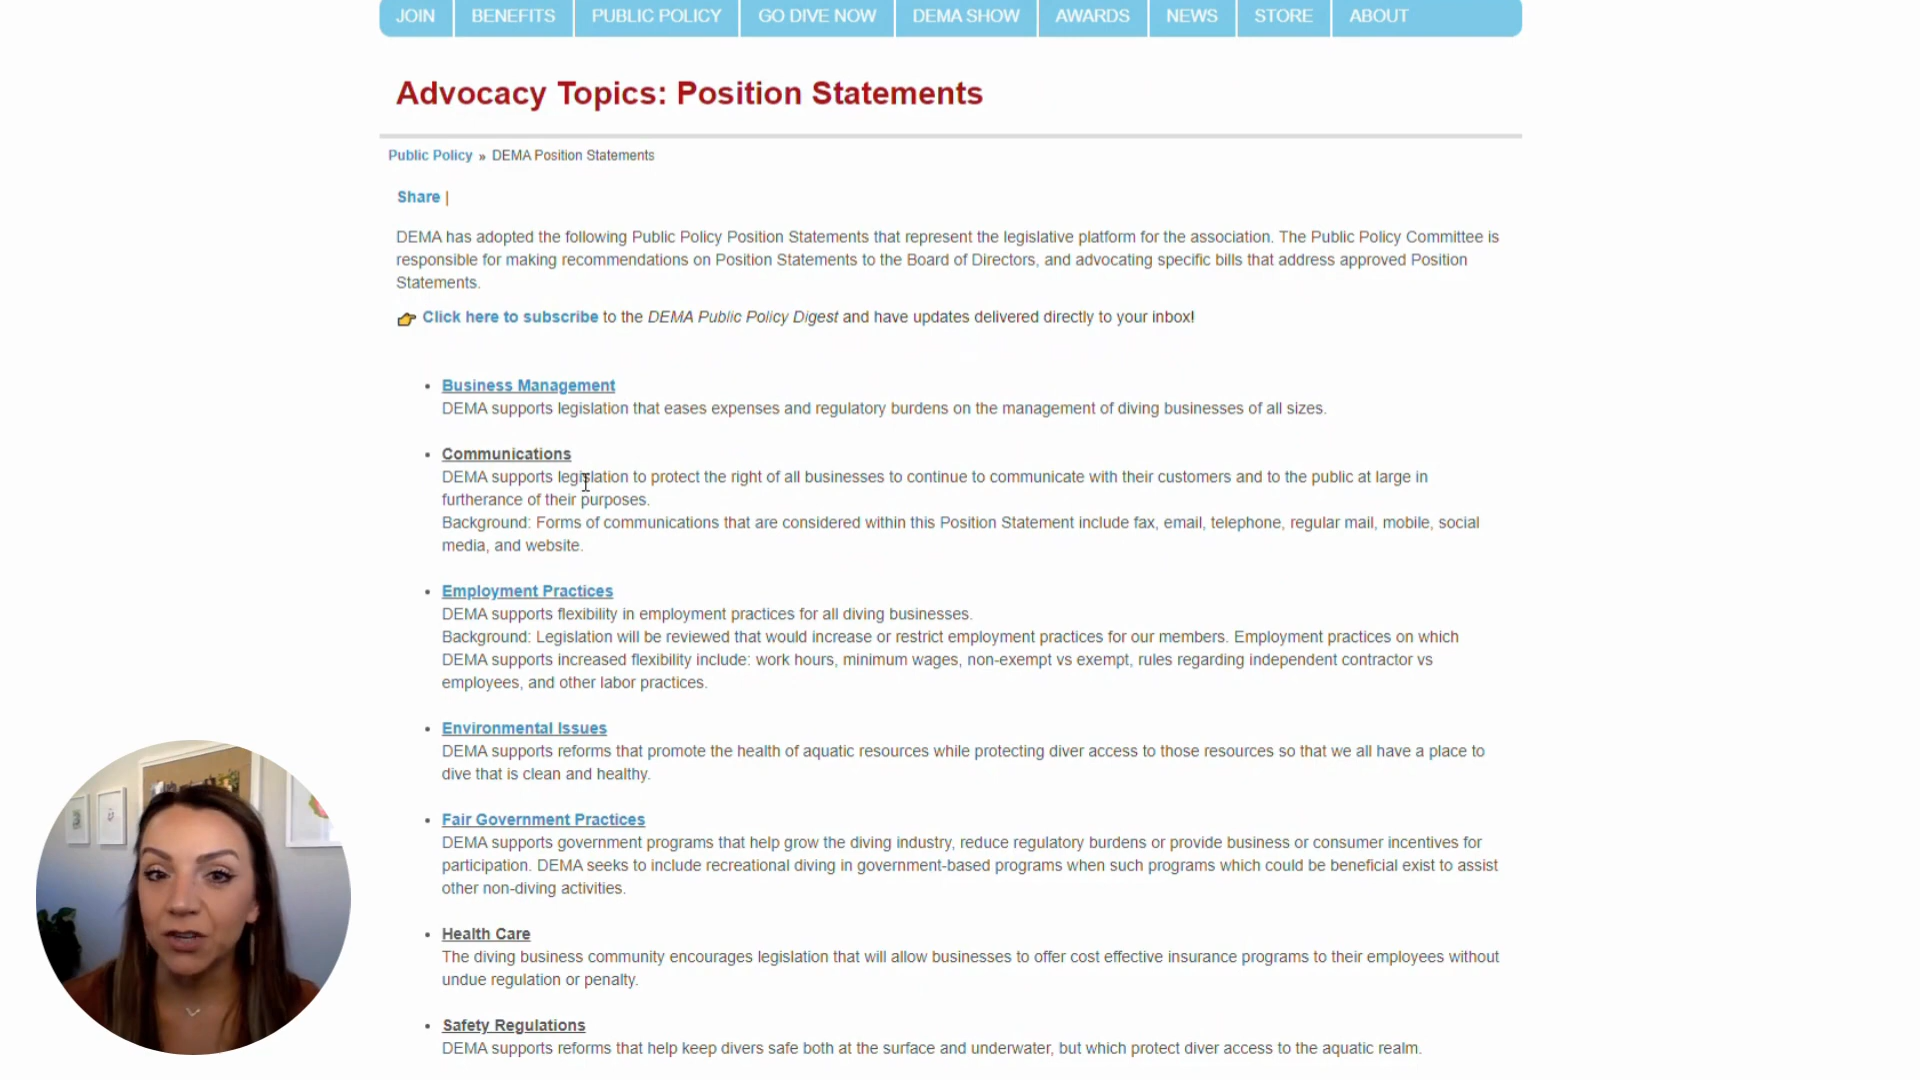 JOIN BENEFITS PUBLIC POLICY GO DIVE NOW DEMA SHOW AWARDS NEWS STORE ABOUT
Advocacy Topics: Position Statements
Public Policy » DEMA Position Statements
Share |
DEMA has adopted the following Public Policy Position Statements that represent the legislative platform for the association. The Public Policy Committee is
responsible for making recommendations on Position Statements to the Board of Directors, and advocating specific bills that address approved Position
Statements.
Click here to subscribe to the DEMA Public Policy Digest and have updates delivered directly to your inbox!
• Business Management
DEMA supports legislation that eases expenses and regulatory burdens on the management of diving businesses of all sizes.
• Communications
DEMA supports legislation to protect the right of all businesses to continue to communicate with their customers and to the public at large in
furtherance of their purposes.
Background: Forms of communications that are considered within this Position Statement include fax, email, telephone, regular mail, mobile, social
media, and website.
• Employment Practices
DEMA supports flexibility in employment practices for all diving businesses.
Background: Legislation will be reviewed that would increase or restrict employment practices for our members. Employment practices on which
DEMA supports increased flexibility include: work hours, minimum wages, non-exempt vs exempt, rules regarding independent contractor vs
employees, and other labor practices.
• Environmental Issues
DEMA supports reforms that promote the health of aquatic resources while protecting diver access to those resources so that we all have a place to
dive that is clean and healthy.
• Fair Government Practices
DEMA supports government programs that help grow the diving industry, reduce regulatory burdens or provide business or consumer incentives for
participation. DEMA seeks to include recreational diving in government-based programs when such programs which could be beneficial exist to assist
other non-diving activities.
• Health Care
The diving business community encourages legislation that will allow businesses to offer cost effective insurance programs to their employees without
undue regulation or penalty.
• Safety Regulations
DEMA supports reforms that help keep divers safe both at the surface and underwater, but which protect diver access to the aquatic realm.